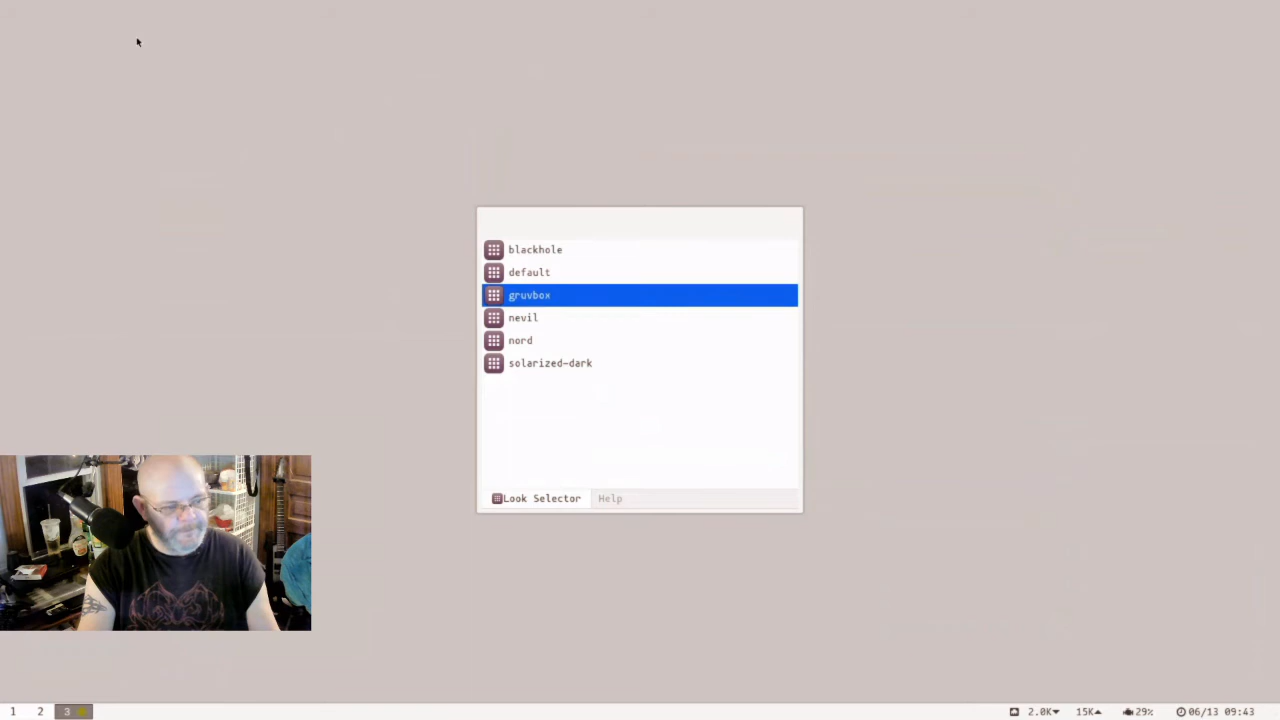 blackhole
default
gruvbox
nevil
nord
solarized-dark
Look Selector Help
1 2 3 2.0K 15K 29% 06/13 09:43